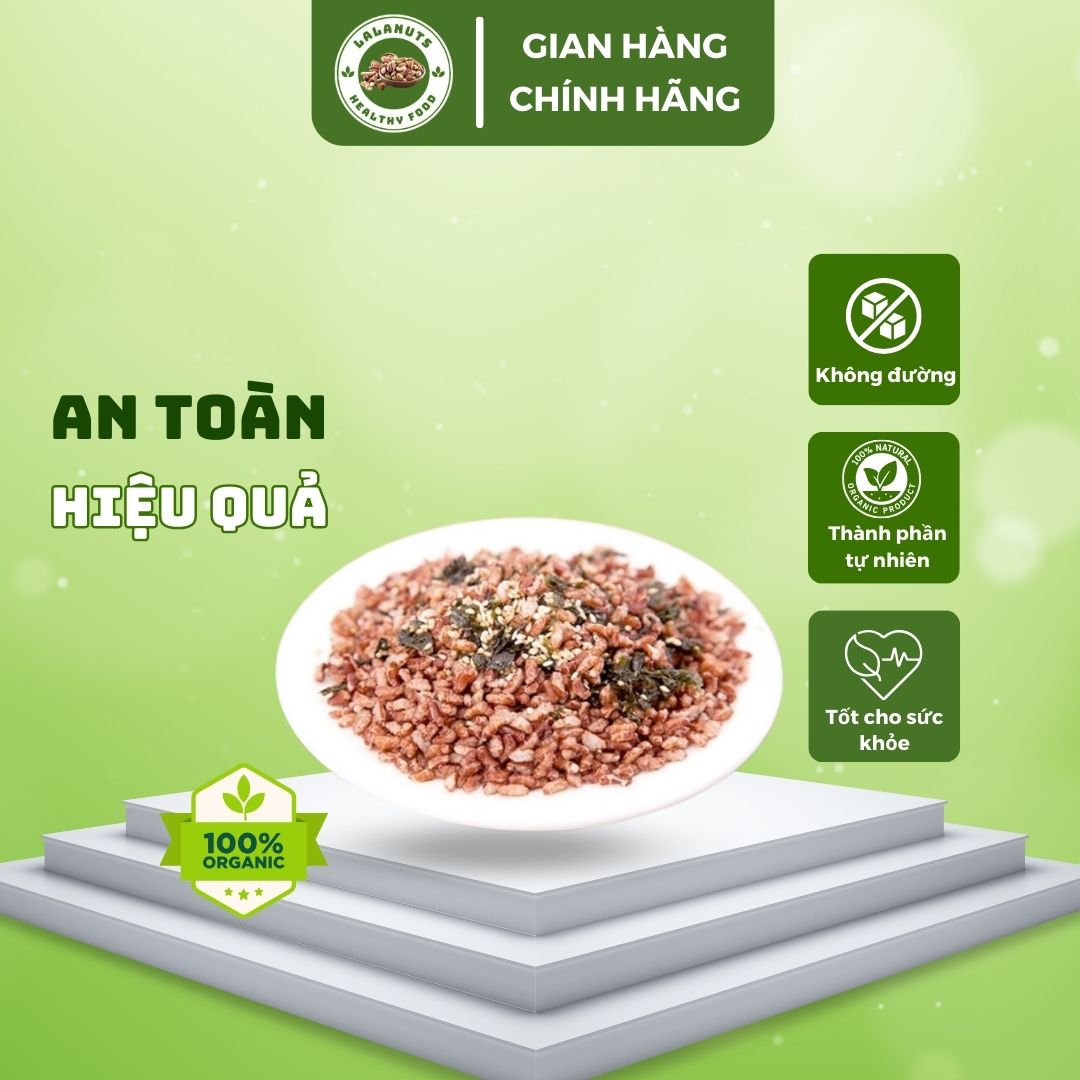 LALANUTS
HEALTHY FOOD
GIAN HÀNG
CHÍNH HÃNG
Không đường
AN TOÀN
HIỆU QUẢ
100% NATURAL
ORGANIC PRODUCT
Thành phần
tự nhiên
Tốt cho sức
khỏe
100%
ORGANIC